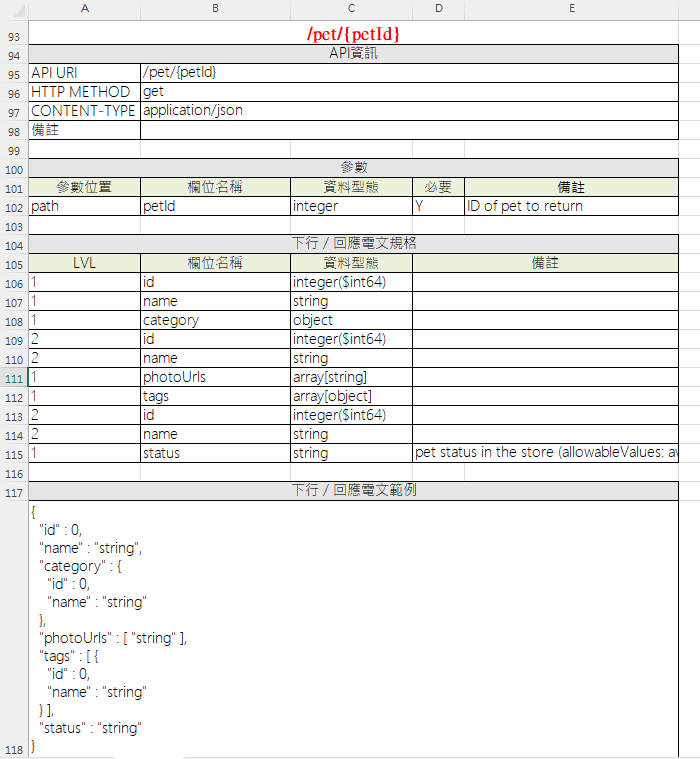 A B C D E
93 /pet/{petId}
94 API資訊
95 API URI /pet/{petId}
96 HTTP METHOD get
97 CONTENT-TYPE application/json
98 備註
99
100 參數
101 參數位置 欄位名稱 資料型態 必要 備註
102 path petId integer Y ID of pet to return
103
104 下行 / 回應電文規格
105 LVL 欄位名稱 資料型態 備註
106 1 id integer($int64)
107 1 name string
108 1 category object
109 2 id integer($int64)
110 2 name string
111 1 photoUrls array[string]
112 1 tags array[object]
113 2 id integer($int64)
114 2 name string
115 1 status string pet status in the store (allowableValues: av
116
117 下行 / 回應電文範例
{
"id" : 0,
"name" : "string",
"category" : {
"id" : 0,
"name" : "string"
},
"photoUrls" : [ "string" ],
"tags" : [ {
"id" : 0,
"name" : "string"
} ],
"status" : "string"
118 }